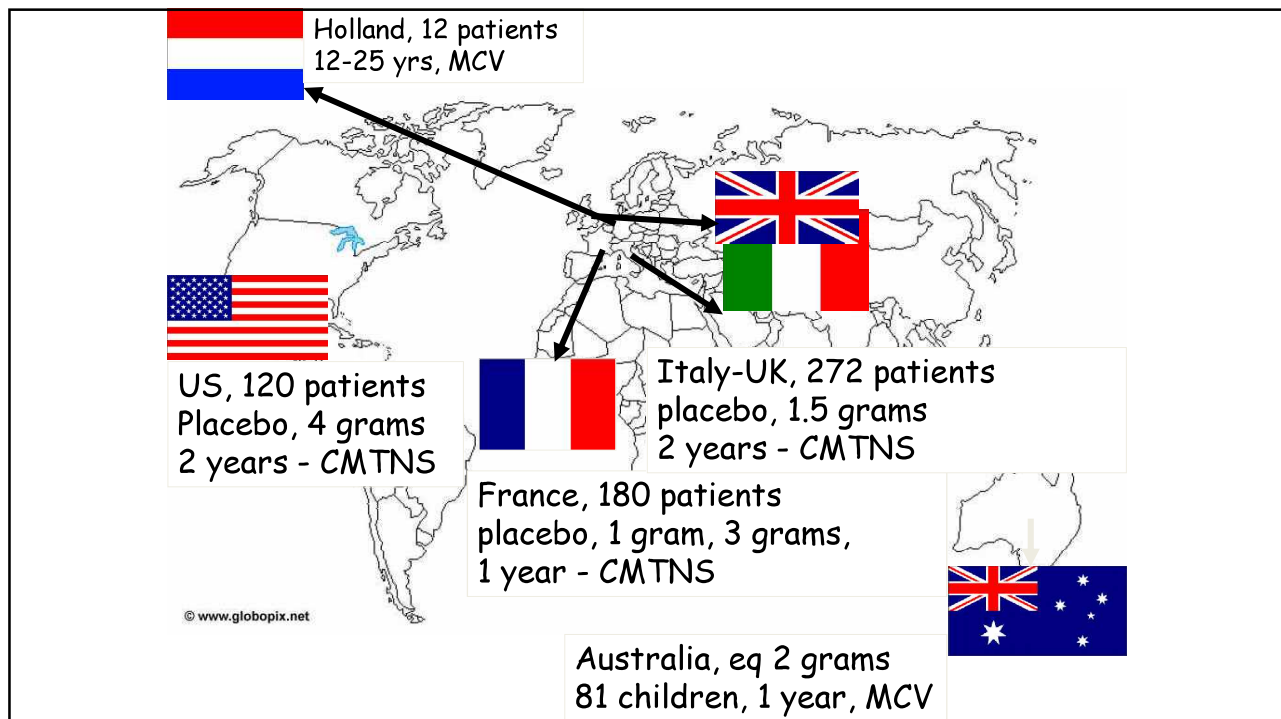 Holland, 12 patients
12-25 yrs, MCV
US, 120 patients
Placebo, 4 grams
2 years - CMTNS
Italy-UK, 272 patients
placebo, 1.5 grams
2 years - CMTNS
France, 180 patients
placebo, 1 gram, 3 grams,
1 year - CMTNS
© www.globopix.net
Australia, eq 2 grams
81 children, 1 year, MCV